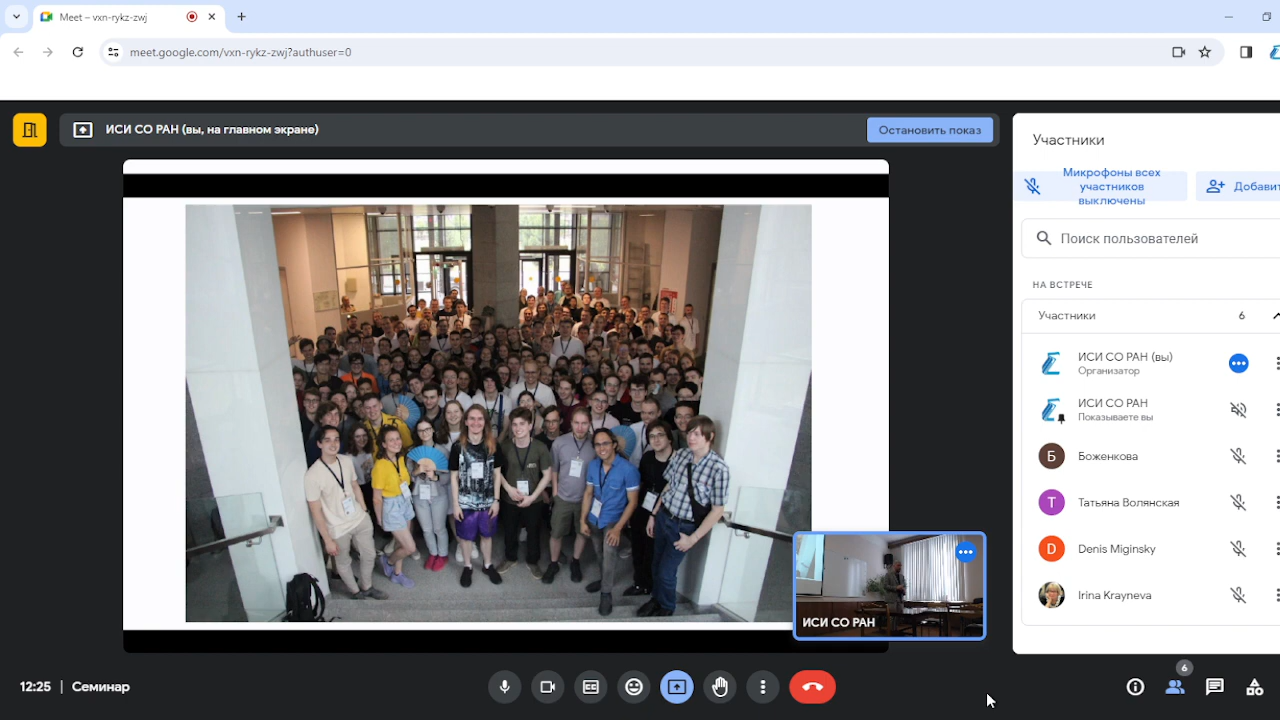 Meet – vxn-rykz-zwj
meet.google.com/vxn-rykz-zwj?authuser=0
ИСИ СО РАН (вы, на главном экране)
Остановить показ
ИСИ СО РАН
12:25 | Семинар
Участники
Микрофоны всех
участников
выключены
Добавит
Поиск пользователей
НА ВСТРЕЧЕ
Участники 6
ИСИ СО РАН (вы)
Организатор
ИСИ СО РАН
Показываете вы
Б Боженкова
Т Татьяна Волянская
D Denis Miginsky
Irina Krayneva
6